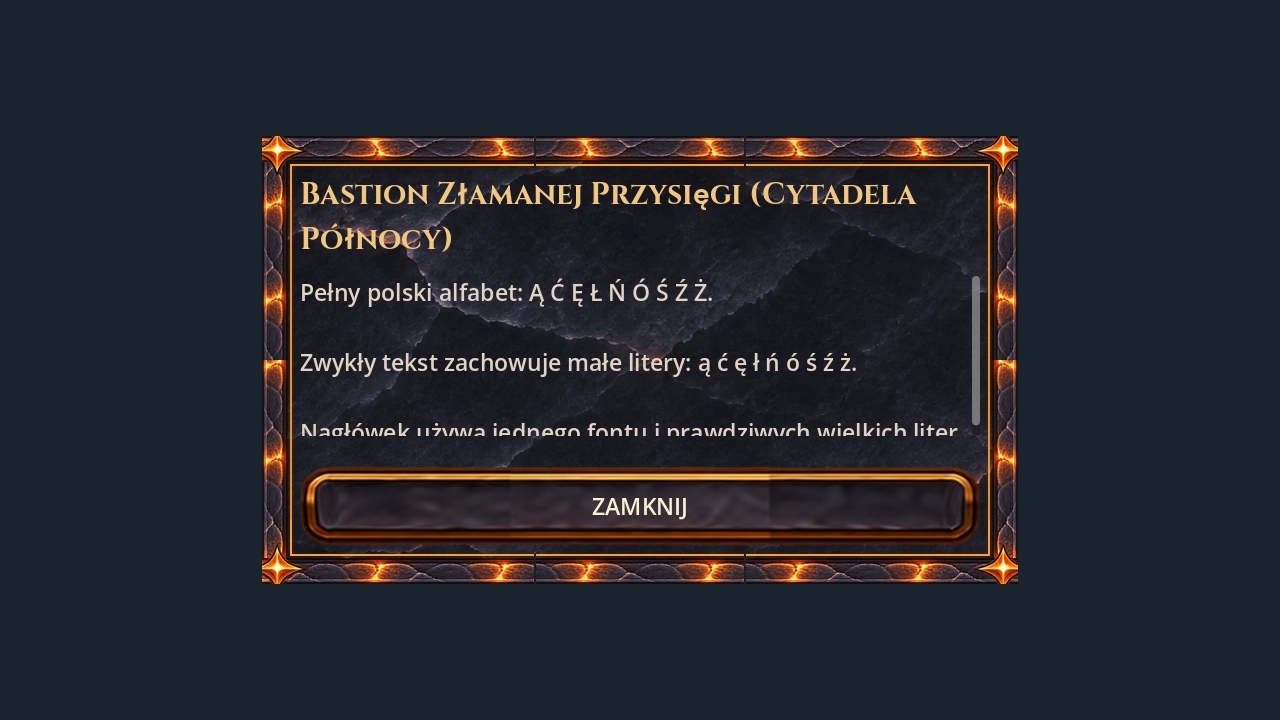 Bastion Złamanej Przysięgi (Cytadela
Północy)
Pełny polski alfabet: Ą Ć Ę Ł Ń Ó Ś Ź Ż.
Zwykły tekst zachowuje małe litery: ą ć ę ł ń ó ś ź ż.
Nagłówek używa jednego fontu i prawdziwych wielkich liter
ZAMKNIJ